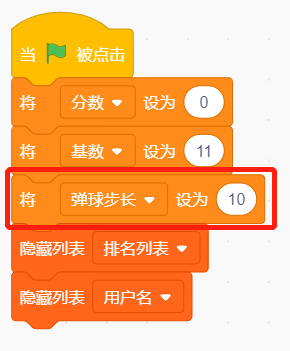 当 被点击
将 分数 设为 0
将 基数 设为 11
将 弹球步长 设为 10
隐藏列表 排名列表
隐藏列表 用户名